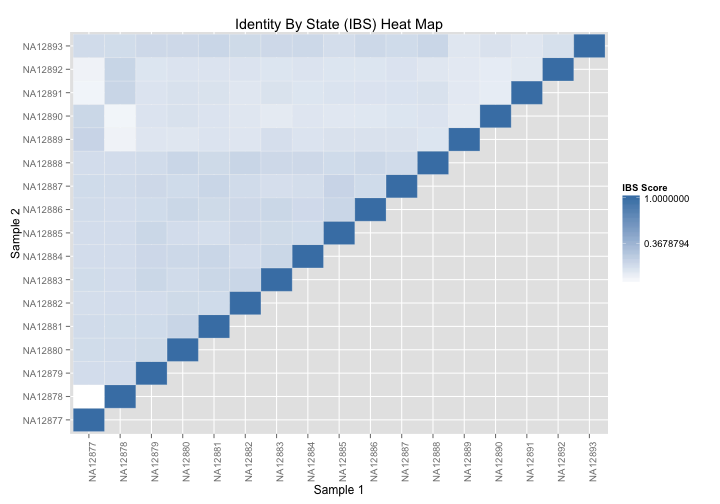 Identity By State (IBS) Heat Map
Sample 2
NA12893
NA12892
NA12891
NA12890
NA12889
NA12888
NA12887
NA12886
NA12885
NA12884
NA12883
NA12882
NA12881
NA12880
NA12879
NA12878
NA12877
NA12877
NA12878
NA12879
NA12880
NA12881
NA12882
NA12883
NA12884
NA12885
NA12886
NA12887
NA12888
NA12889
NA12890
NA12891
NA12892
NA12893
Sample 1
IBS Score
1.0000000
0.3678794